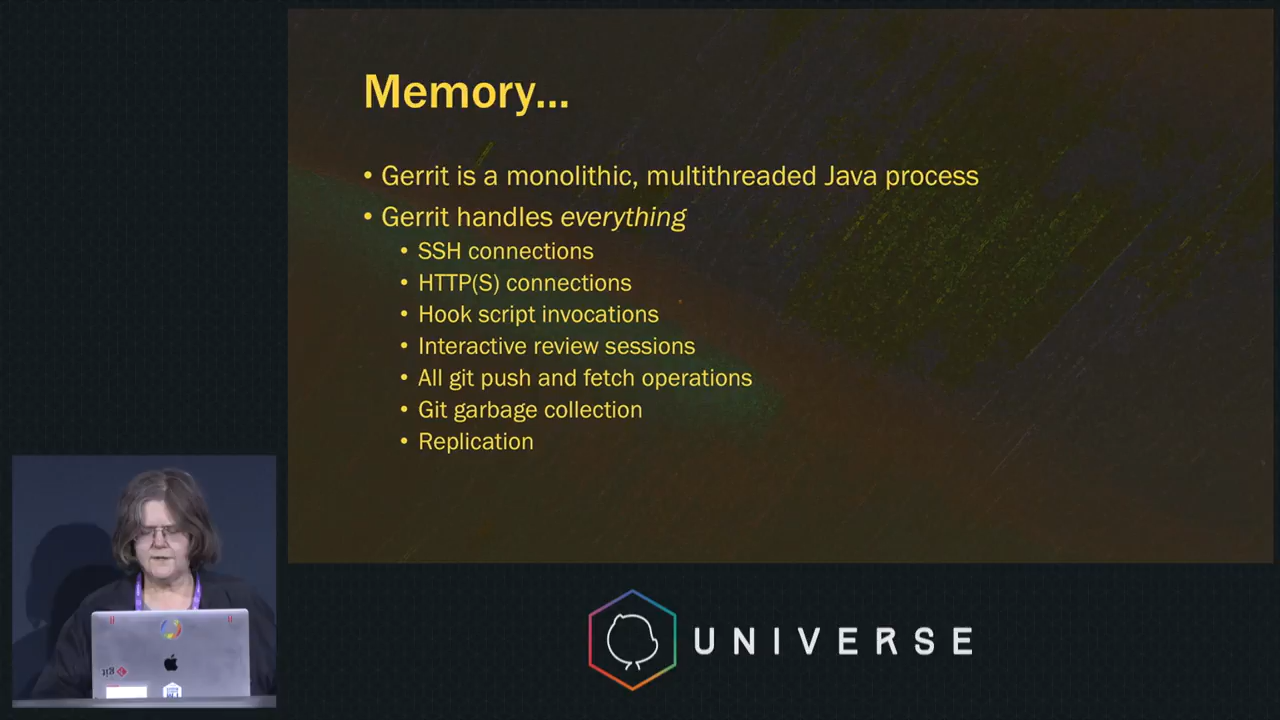 Memory...
• Gerrit is a monolithic, multithreaded Java process
• Gerrit handles everything
• SSH connections
• HTTP(S) connections
• Hook script invocations
• Interactive review sessions
• All git push and fetch operations
• Git garbage collection
• Replication
git
UNIVERSE